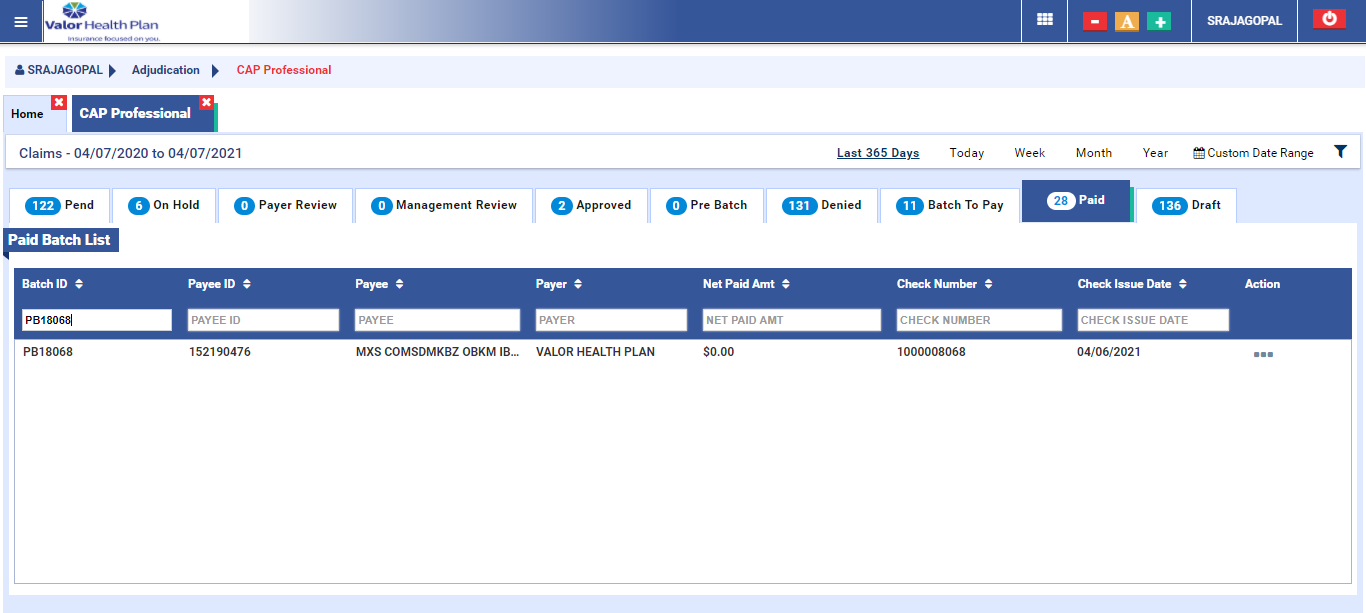 Valor Health Plan
Insurance focused on you.
A
SRAJAGOPAL
SRAJAGOPAL Adjudication CAP Professional
Home CAP Professional
Claims - 04/07/2020 to 04/07/2021 Last 365 Days Today Week Month Year Custom Date Range
122 Pend 6 On Hold 0 Payer Review 0 Management Review 2 Approved 0 Pre Batch 131 Denied 11 Batch To Pay 28 Paid 136 Draft
Paid Batch List
Batch ID Payee ID Payee Payer Net Paid Amt Check Number Check Issue Date Action
PB18068 PAYEE ID PAYEE PAYER NET PAID AMT CHECK NUMBER CHECK ISSUE DATE
PB18068 152190476 MXS COMSDMKBZ OBKM IB... VALOR HEALTH PLAN $0.00 1000008068 04/06/2021